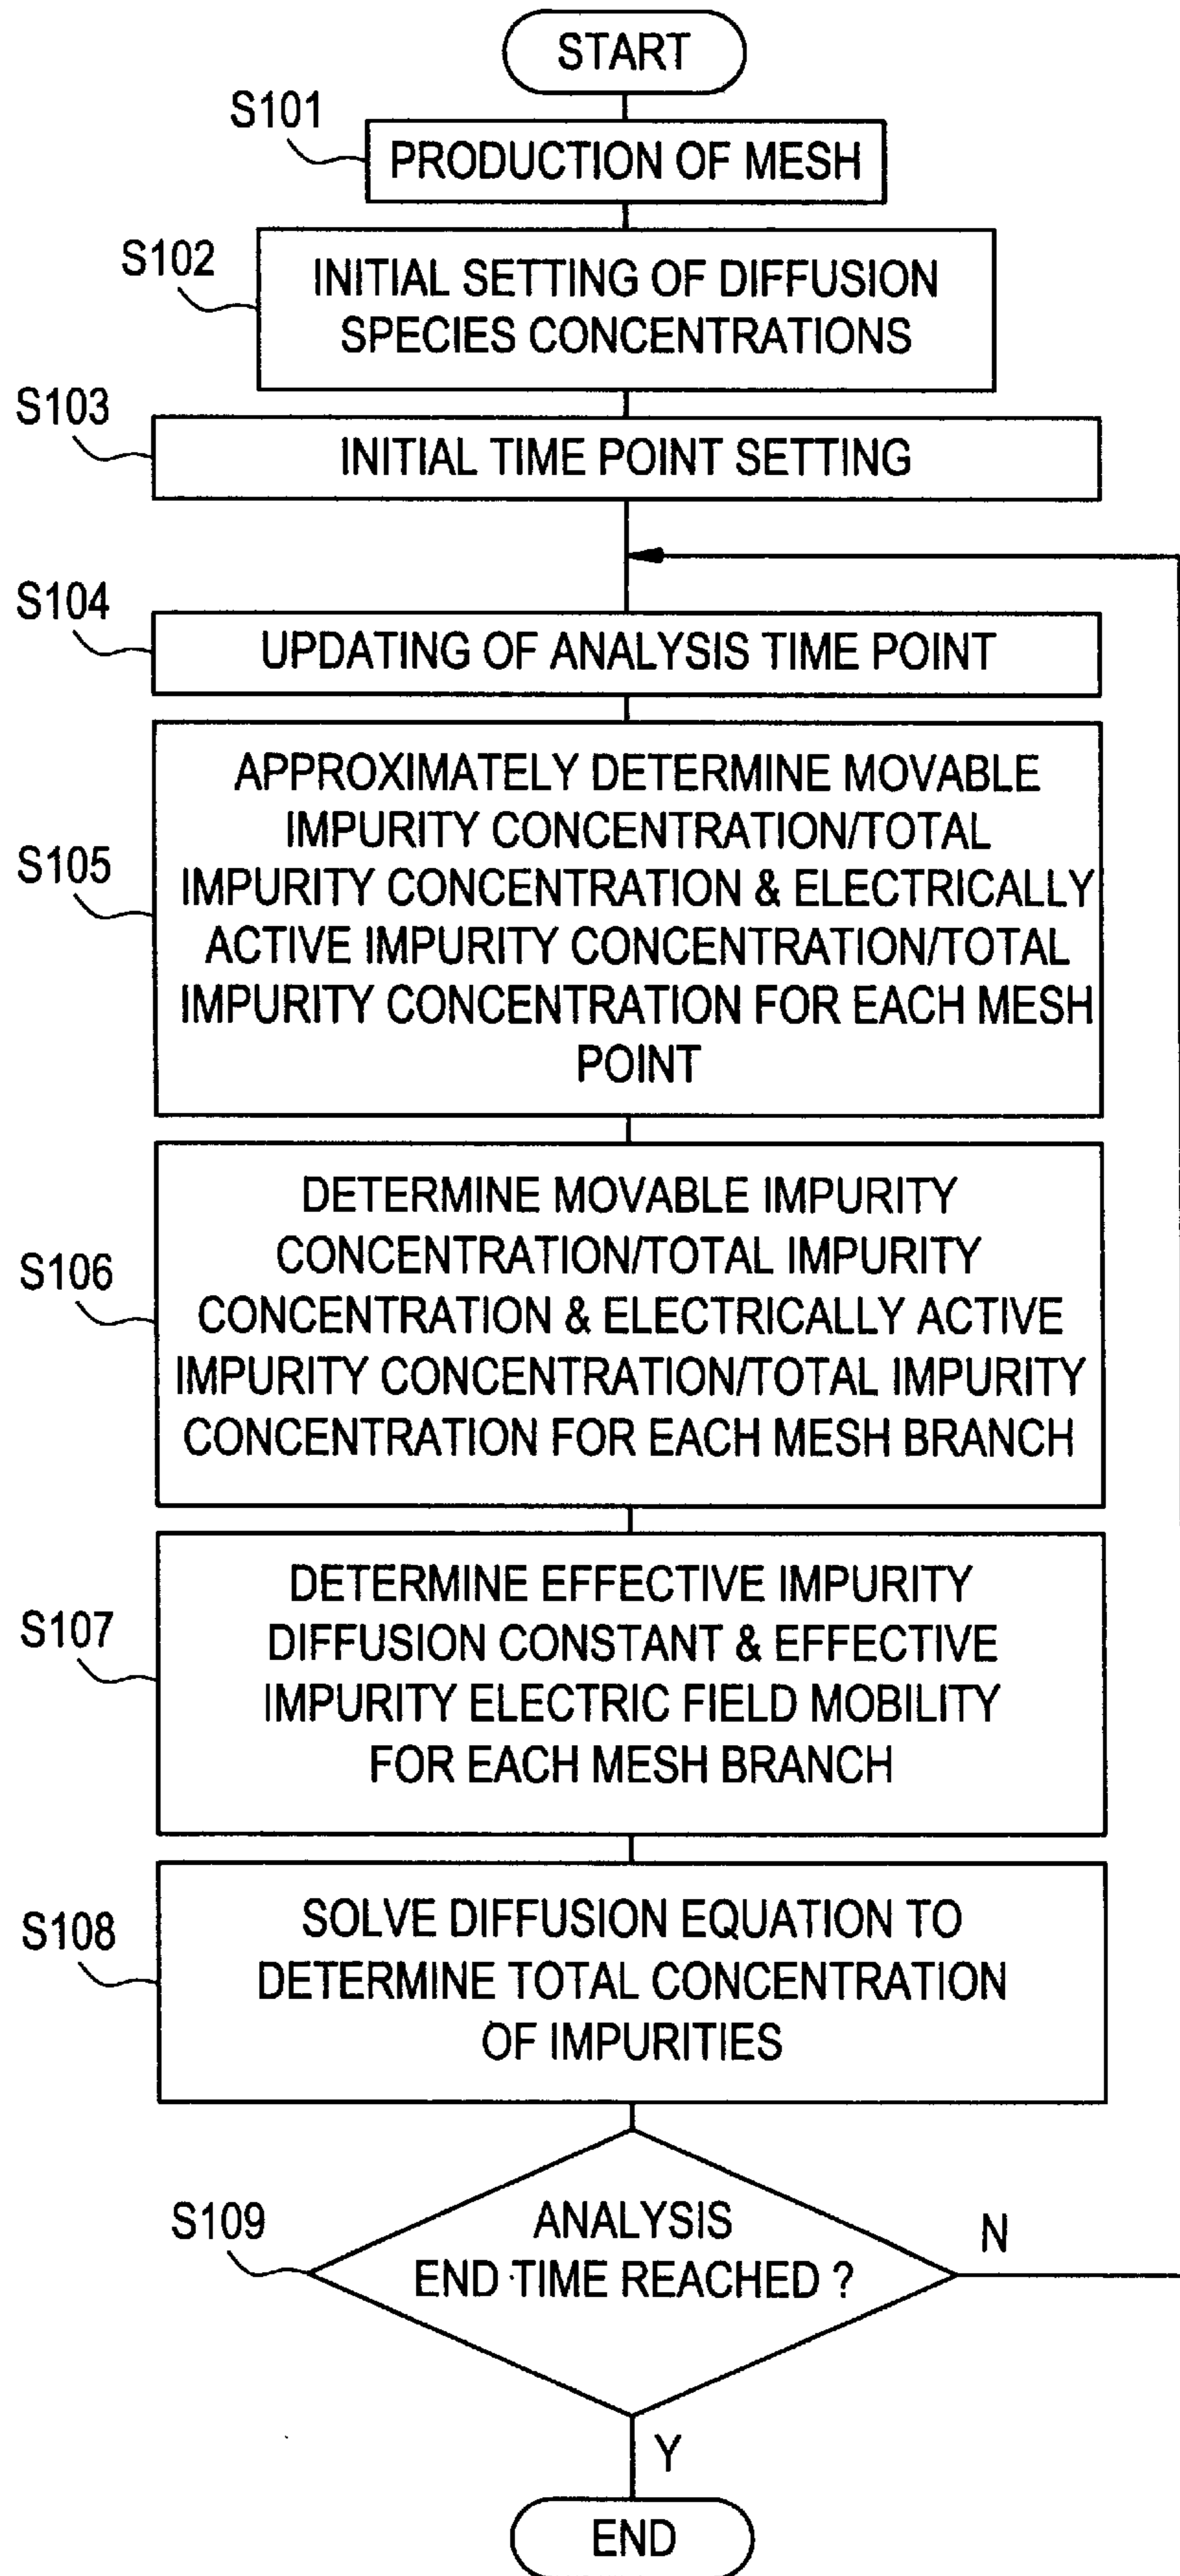 START
S101
PRODUCTION OF MESH
S102
INITIAL SETTING OF DIFFUSION
SPECIES CONCENTRATIONS
S103
INITIAL TIME POINT SETTING
S104
UPDATING OF ANALYSIS TIME POINT
S105
APPROXIMATELY DETERMINE MOVABLE
IMPURITY CONCENTRATION/TOTAL
IMPURITY CONCENTRATION & ELECTRICALLY
ACTIVE IMPURITY CONCENTRATION/TOTAL
IMPURITY CONCENTRATION FOR EACH MESH
POINT
S106
DETERMINE MOVABLE IMPURITY
CONCENTRATION/TOTAL IMPURITY
CONCENTRATION & ELECTRICALLY ACTIVE
IMPURITY CONCENTRATION/TOTAL IMPURITY
CONCENTRATION FOR EACH MESH BRANCH
S107
DETERMINE EFFECTIVE IMPURITY
DIFFUSION CONSTANT & EFFECTIVE
IMPURITY ELECTRIC FIELD MOBILITY
FOR EACH MESH BRANCH
S108
SOLVE DIFFUSION EQUATION TO
DETERMINE TOTAL CONCENTRATION
OF IMPURITIES
S109
ANALYSIS
END TIME REACHED ?
N
Y
END